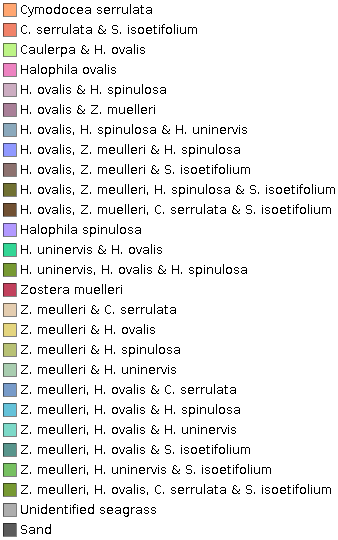 Cymodocea serrulata
C. serrulata & S. isoetifolium
Caulerpa & H. ovalis
Halophila ovalis
H. ovalis & H. spinulosa
H. ovalis & Z. muelleri
H. ovalis, H. spinulosa & H. uninervis
H. ovalis, Z. meulleri & H. spinulosa
H. ovalis, Z. meulleri & S. isoetifolium
H. ovalis, Z. meulleri, H. spinulosa & S. isoetifolium
H. ovalis, Z. muelleri, C. serrulata & S. isoetifolium
Halophila spinulosa
H. uninervis & H. ovalis
H. uninervis, H. ovalis & H. spinulosa
Zostera muelleri
Z. meulleri & C. serrulata
Z. meulleri & H. ovalis
Z. meulleri & H. spinulosa
Z. meulleri & H. uninervis
Z. meulleri, H. ovalis & C. serrulata
Z. meulleri, H. ovalis & H. spinulosa
Z. meulleri, H. ovalis & H. uninervis
Z. meulleri, H. ovalis & S. isoetifolium
Z. meulleri, H. uninervis & S. isoetifolium
Z. meulleri, H. ovalis, C. serrulata & S. isoetifolium
Unidentified seagrass
Sand